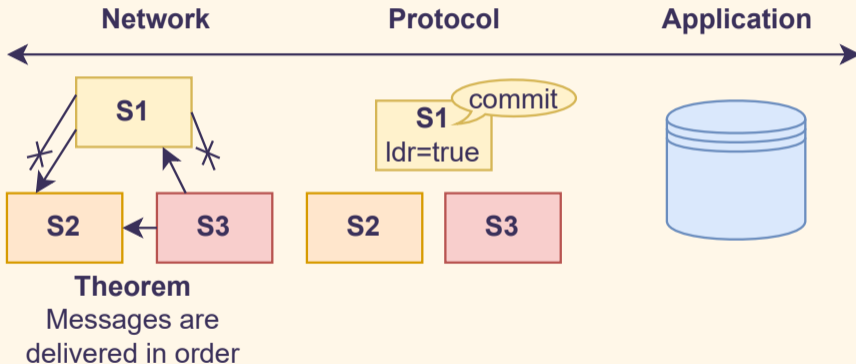 Network
Protocol
Application
S1
S2
S3
Theorem
Messages are
delivered in order
commit
S1
ldr=true
S2
S3